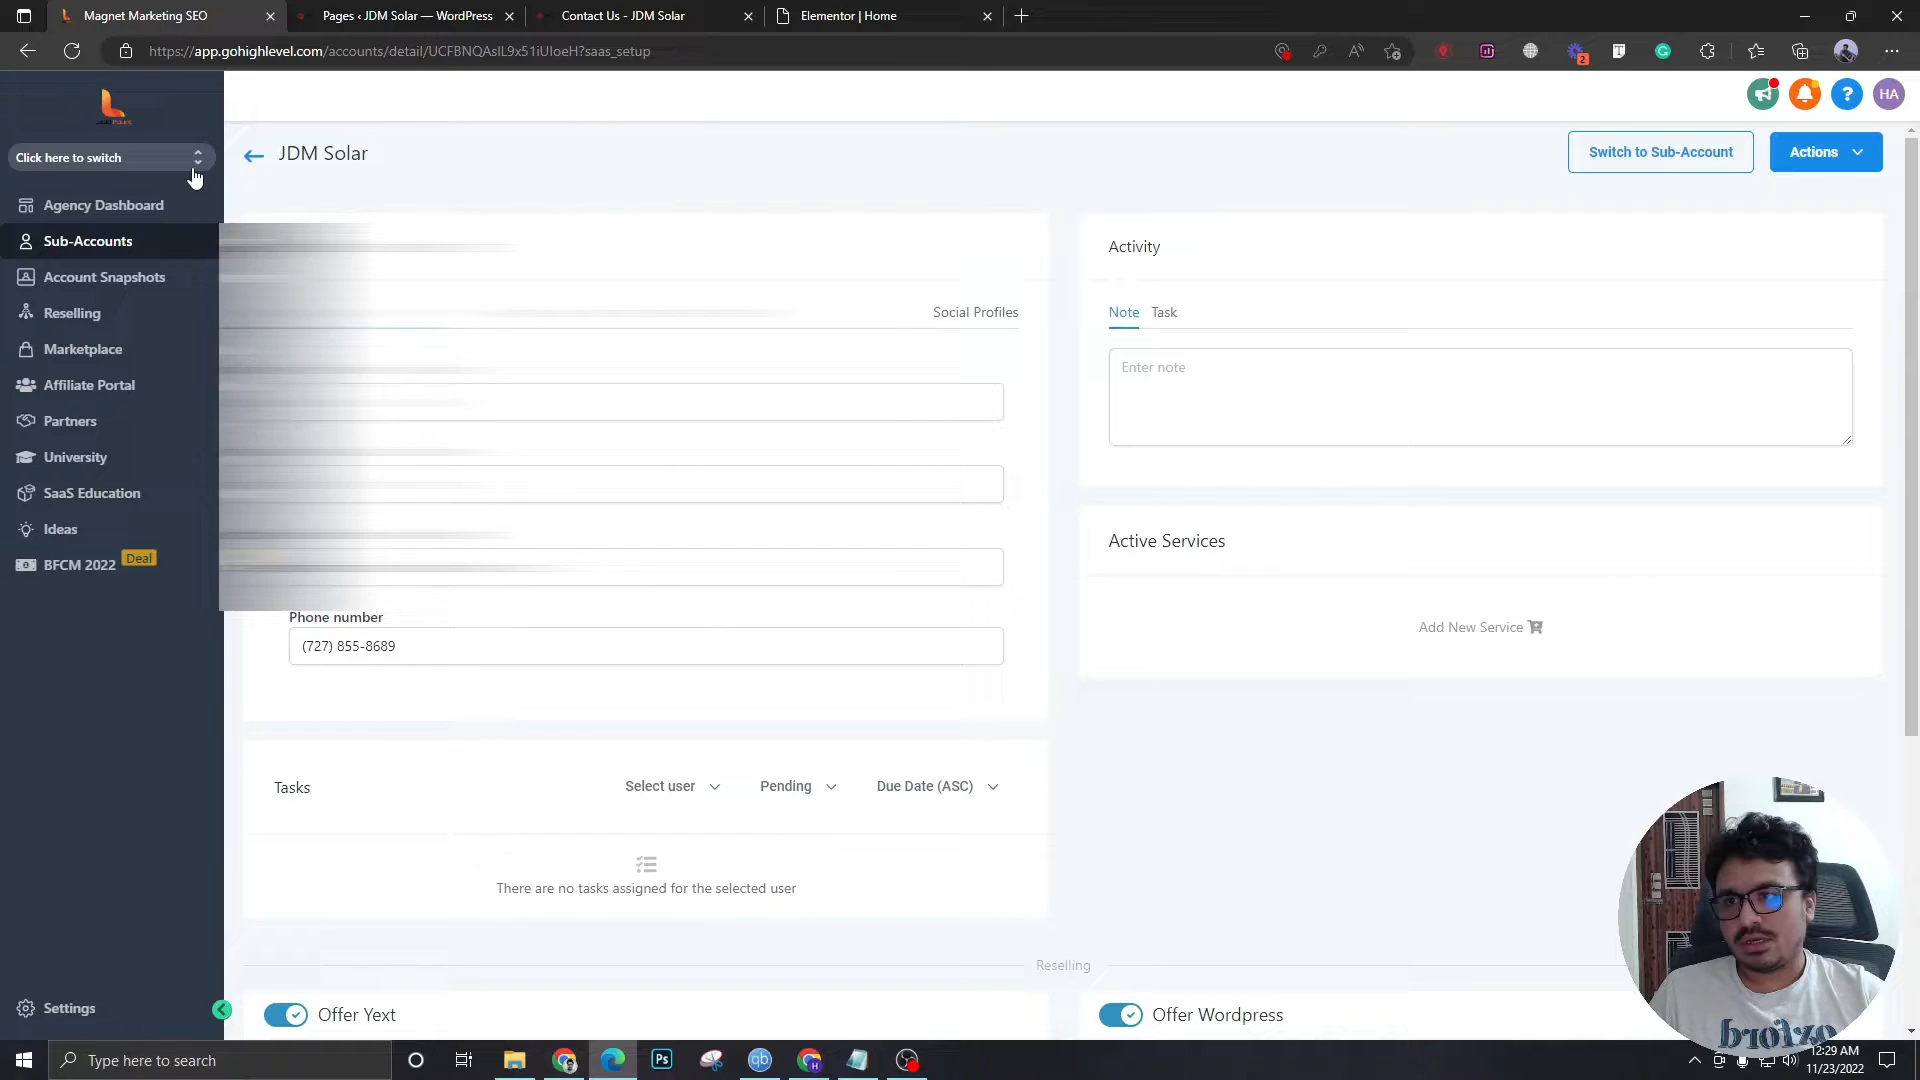 Magnet Marketing SEO
Pages ‹ JDM Solar — WordPress
Contact Us - JDM Solar
Elementor | Home
https://app.gohighlevel.com/accounts/detail/UCFBNQAslL9x51iUIoeH?saas_setup
2
HA
Click here to switch
JDM Solar
Switch to Sub-Account
Actions
Agency Dashboard
Sub-Accounts
Account Snapshots
Reselling
Marketplace
Affiliate Portal
Partners
University
SaaS Education
Ideas
BFCM 2022
Deal
Settings
Social Profiles
Phone number
(727) 855-8689
Activity
Note
Task
Enter note
Active Services
Add New Service
Tasks
Select user
Pending
Due Date (ASC)
There are no tasks assigned for the selected user
Reselling
Offer Yext
Offer Wordpress
Type here to search
Ps
qb
12:29 AM
11/23/2022